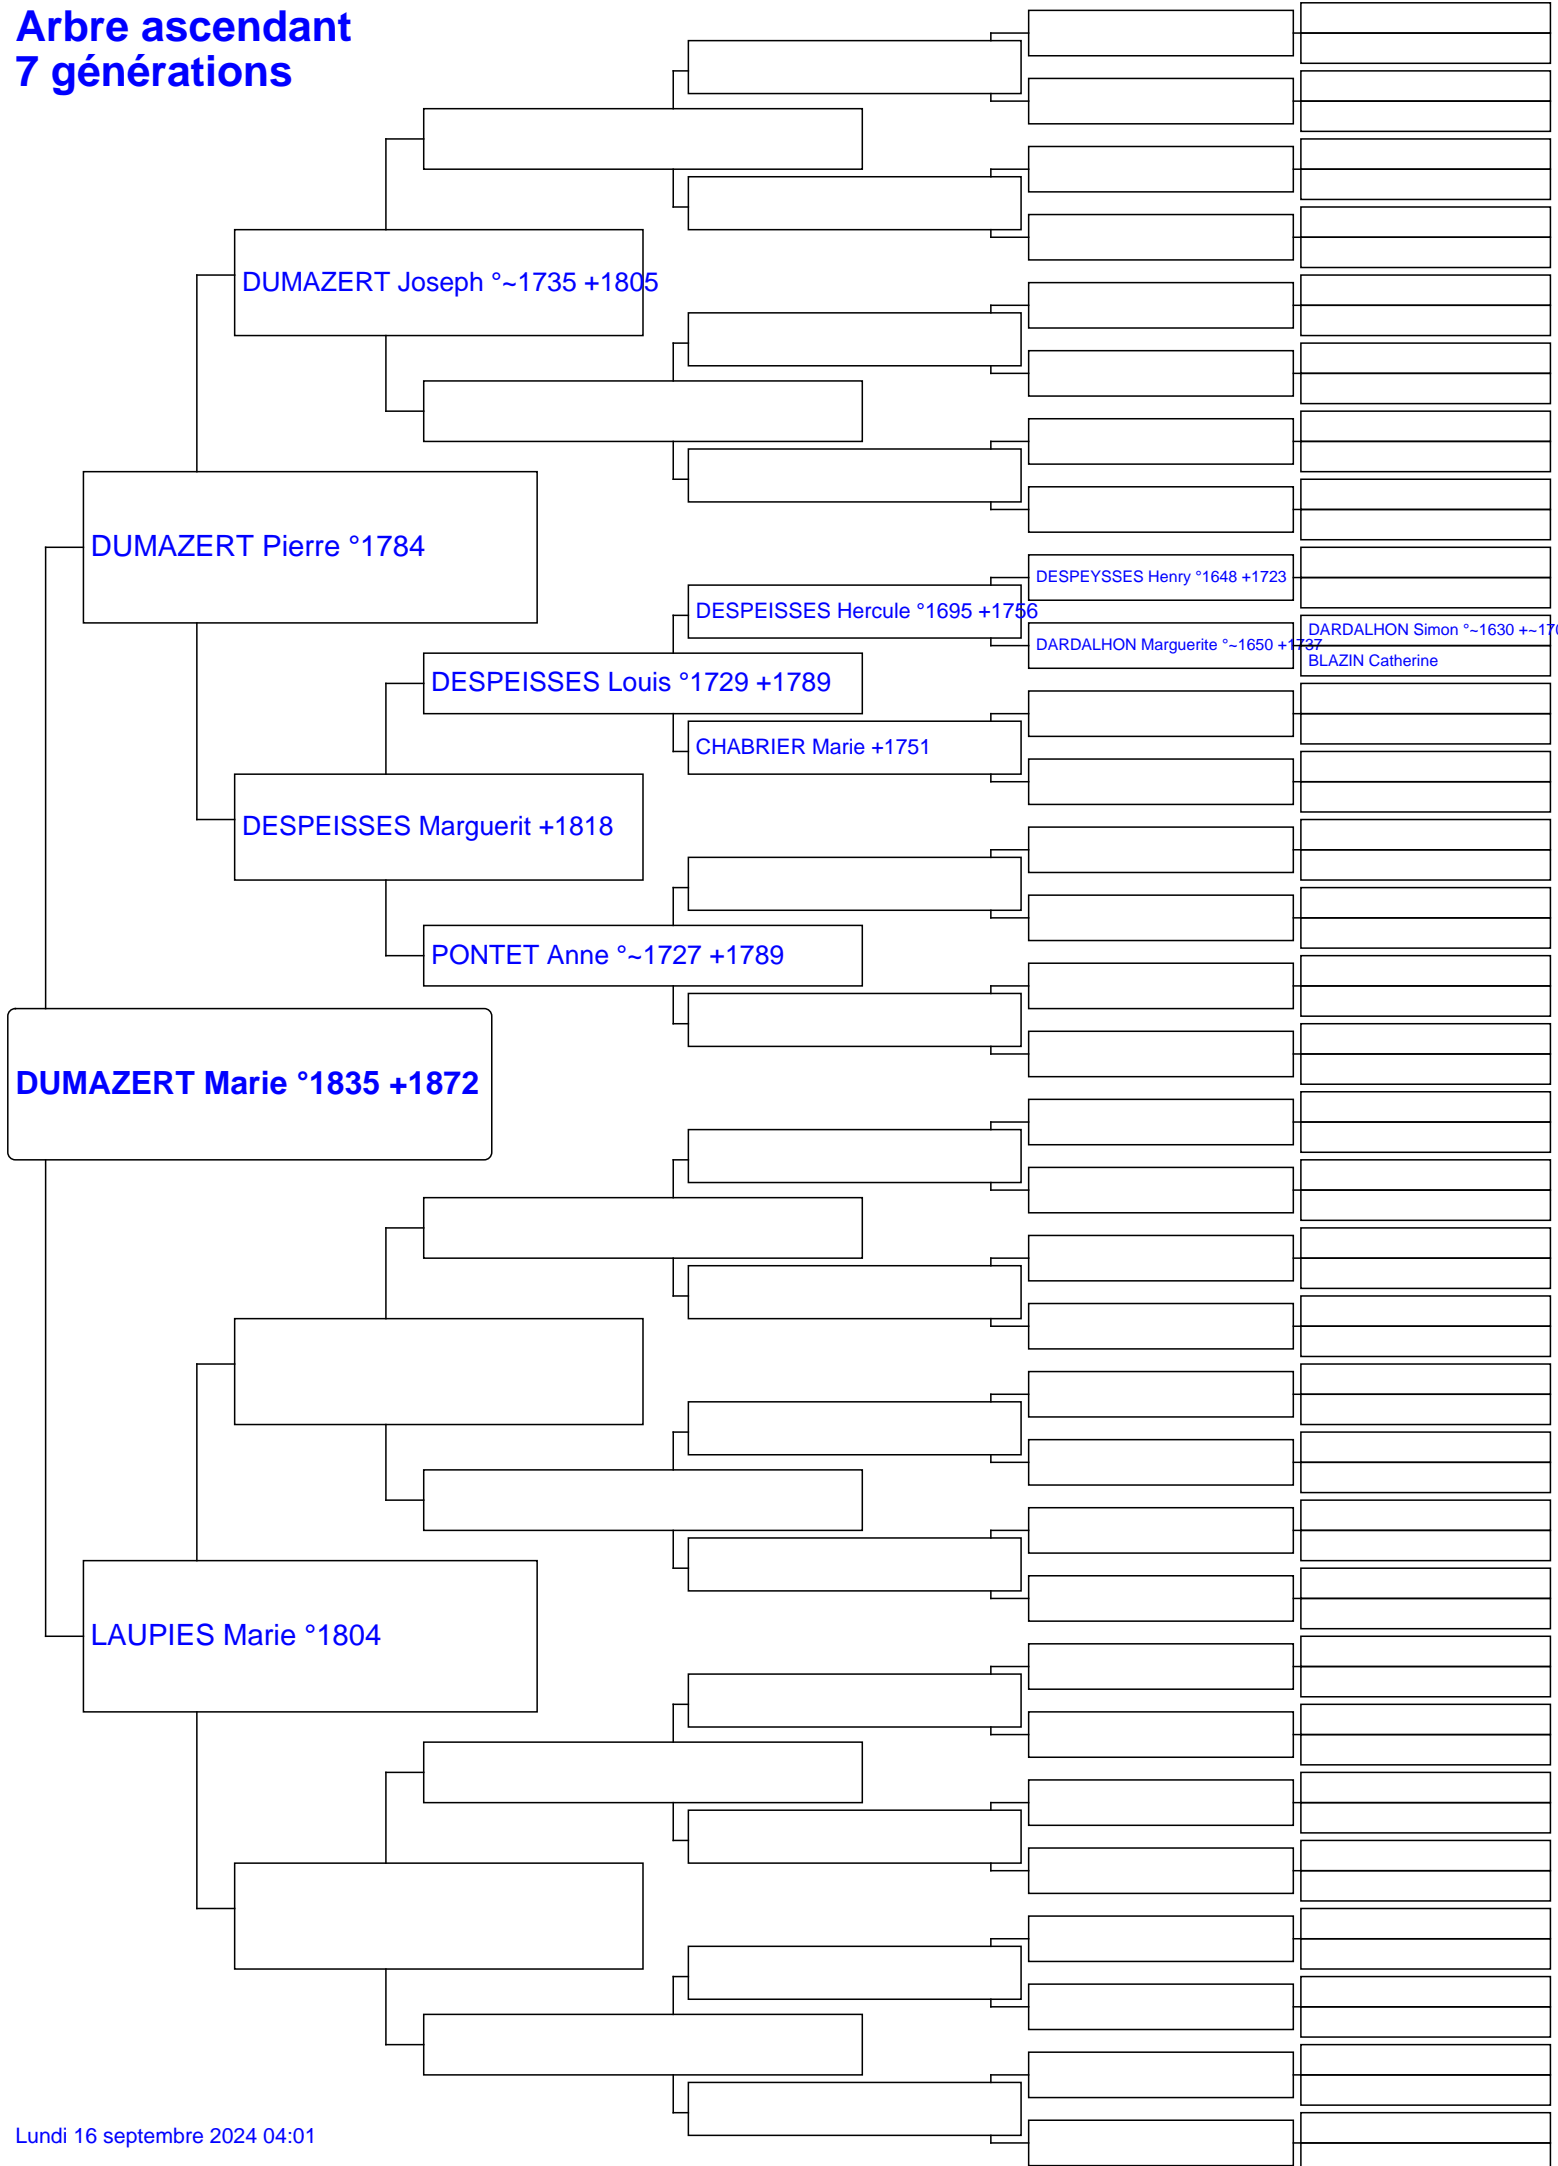 Arbre ascendant
7 générations
DUMAZERT Joseph °~1735 +1805
DUMAZERT Pierre °1784
DESPEYSSES Henry °1648 +1723
DESPEISSES Hercule °1695 +1756
DARDALHON Simon °~1630 +~170
DARDALHON Marguerite °~1650 +1737
BLAZIN Catherine
DESPEISSES Louis °1729 +1789
CHABRIER Marie +1751
DESPEISSES Marguerit +1818
PONTET Anne °~1727 +1789
DUMAZERT Marie °1835 +1872
LAUPIES Marie °1804
Lundi 16 septembre 2024 04:01